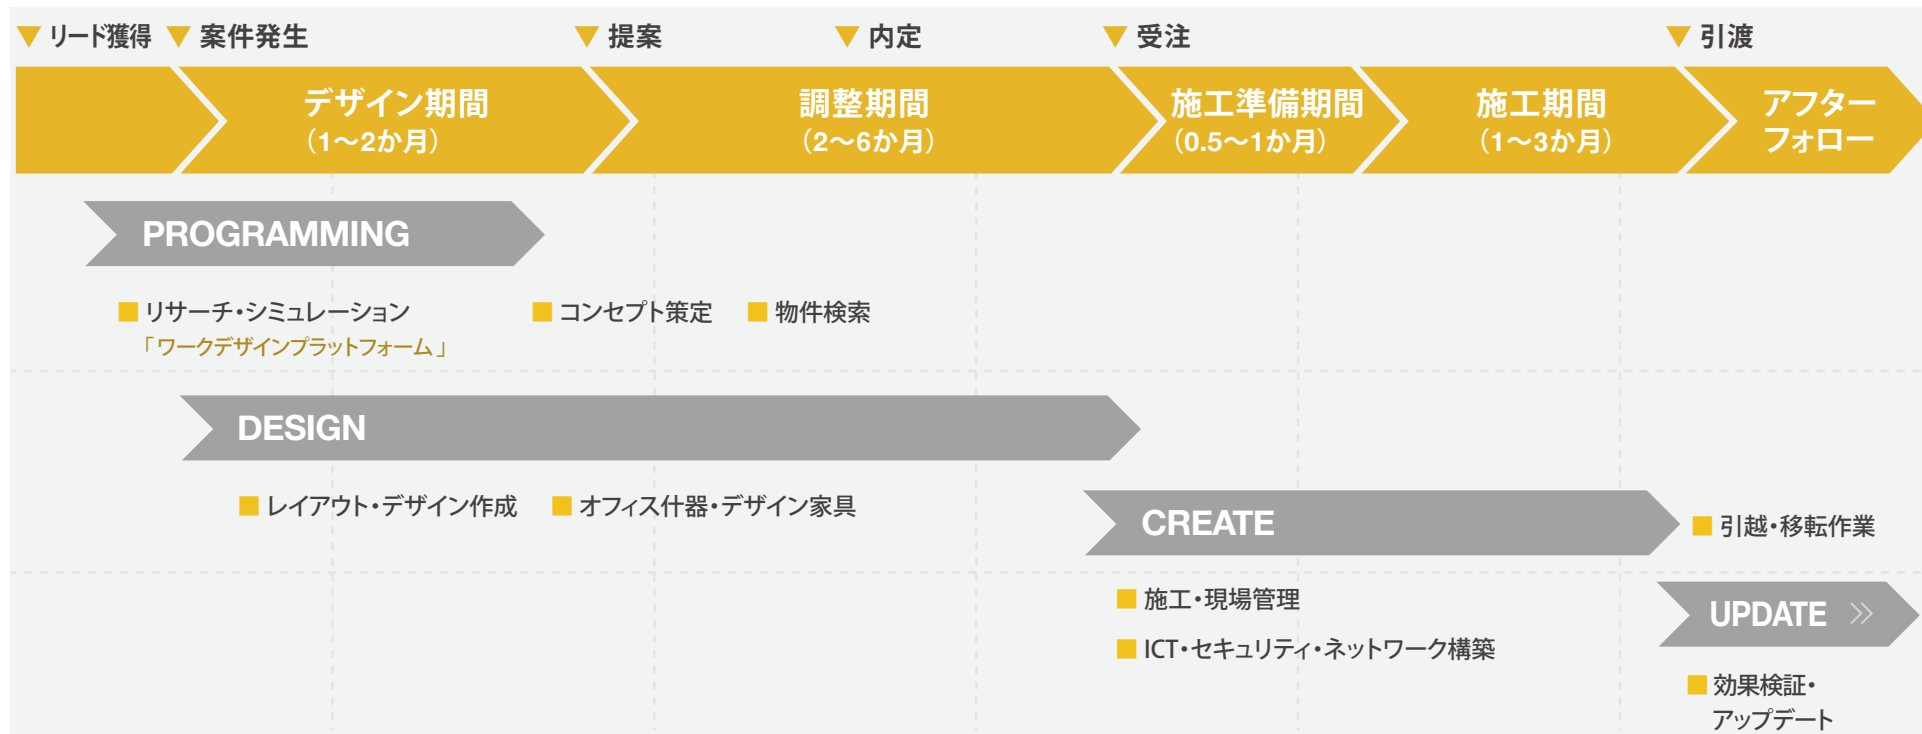 ▼ リード獲得 ▼ 案件発生 ▼ 提案 ▼ 内定 ▼ 受注 ▼ 引渡
デザイン期間
（1〜2か月）
調整期間
（2〜6か月）
施工準備期間
（0.5〜1か月）
施工期間
（1〜3か月）
アフター
フォロー
PROGRAMMING
■ リサーチ・シミュレーション
「ワークデザインプラットフォーム」
■ コンセプト策定
■ 物件検索
DESIGN
■ レイアウト・デザイン作成
■ オフィス什器・デザイン家具
CREATE
■ 引越・移転作業
■ 施工・現場管理
■ ICT・セキュリティ・ネットワーク構築
UPDATE
■ 効果検証・
アップデート